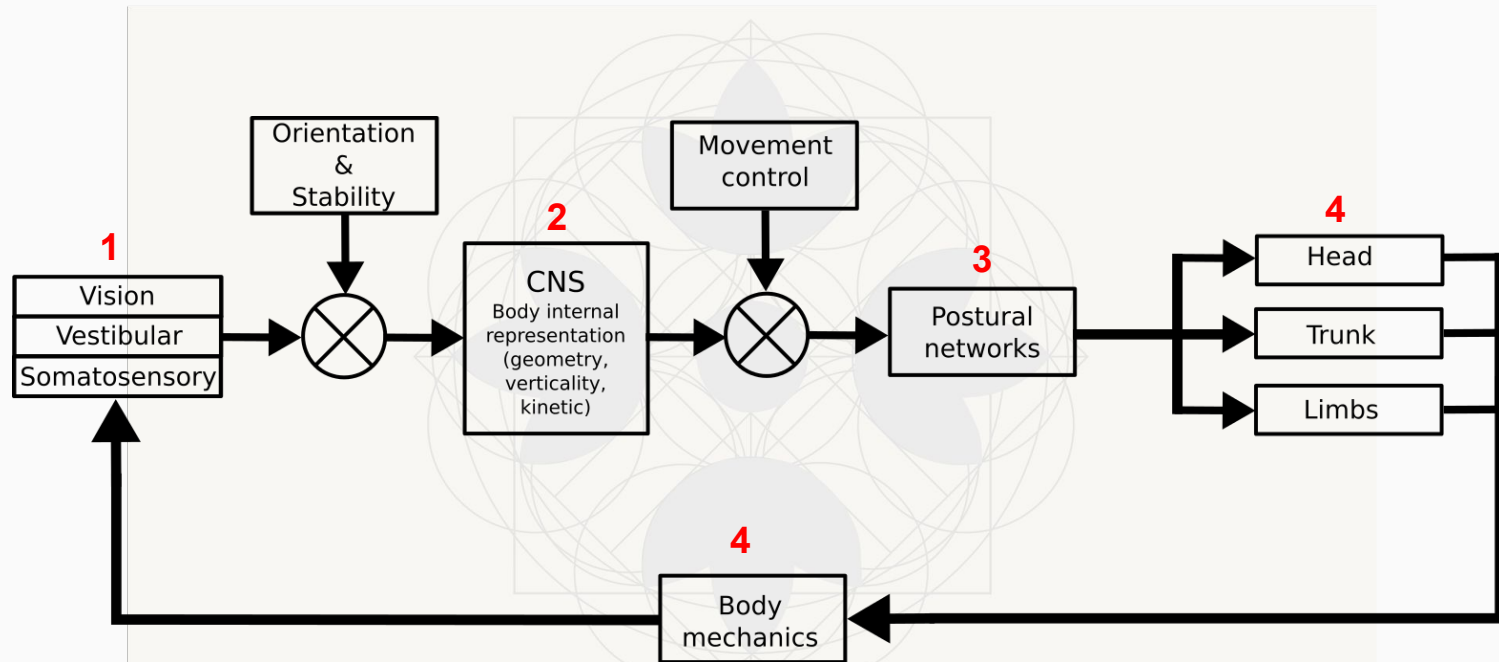 Orientation
&
Stability
Movement
control
1
2
3
4
Vision
Vestibular
Somatosensory
CNS
Body internal
representation
(geometry,
verticality,
kinetic)
Postural
networks
Head
Trunk
Limbs
4
Body
mechanics